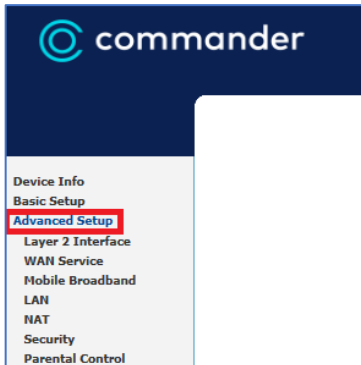 commander
Device Info
Basic Setup
Advanced Setup
Layer 2 Interface
WAN Service
Mobile Broadband
LAN
NAT
Security
Parental Control